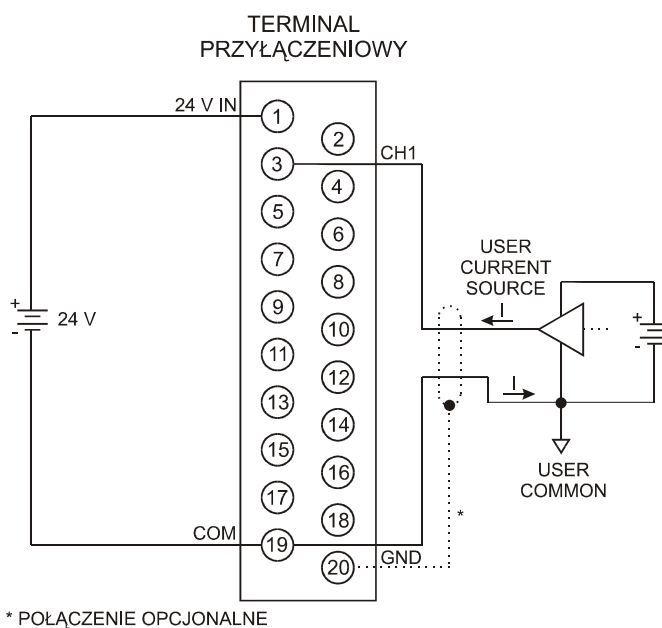 TERMINAL
PRZYŁĄCZENIOWY
24 V IN
1
2
3
CH1
4
5
6
7
8
9
10
11
12
13
14
15
16
17
18
19
20
COM
GND
+
-
24 V
USER
CURRENT
SOURCE
I
I
+
-
USER
COMMON
*
* POŁĄCZENIE OPCJONALNE